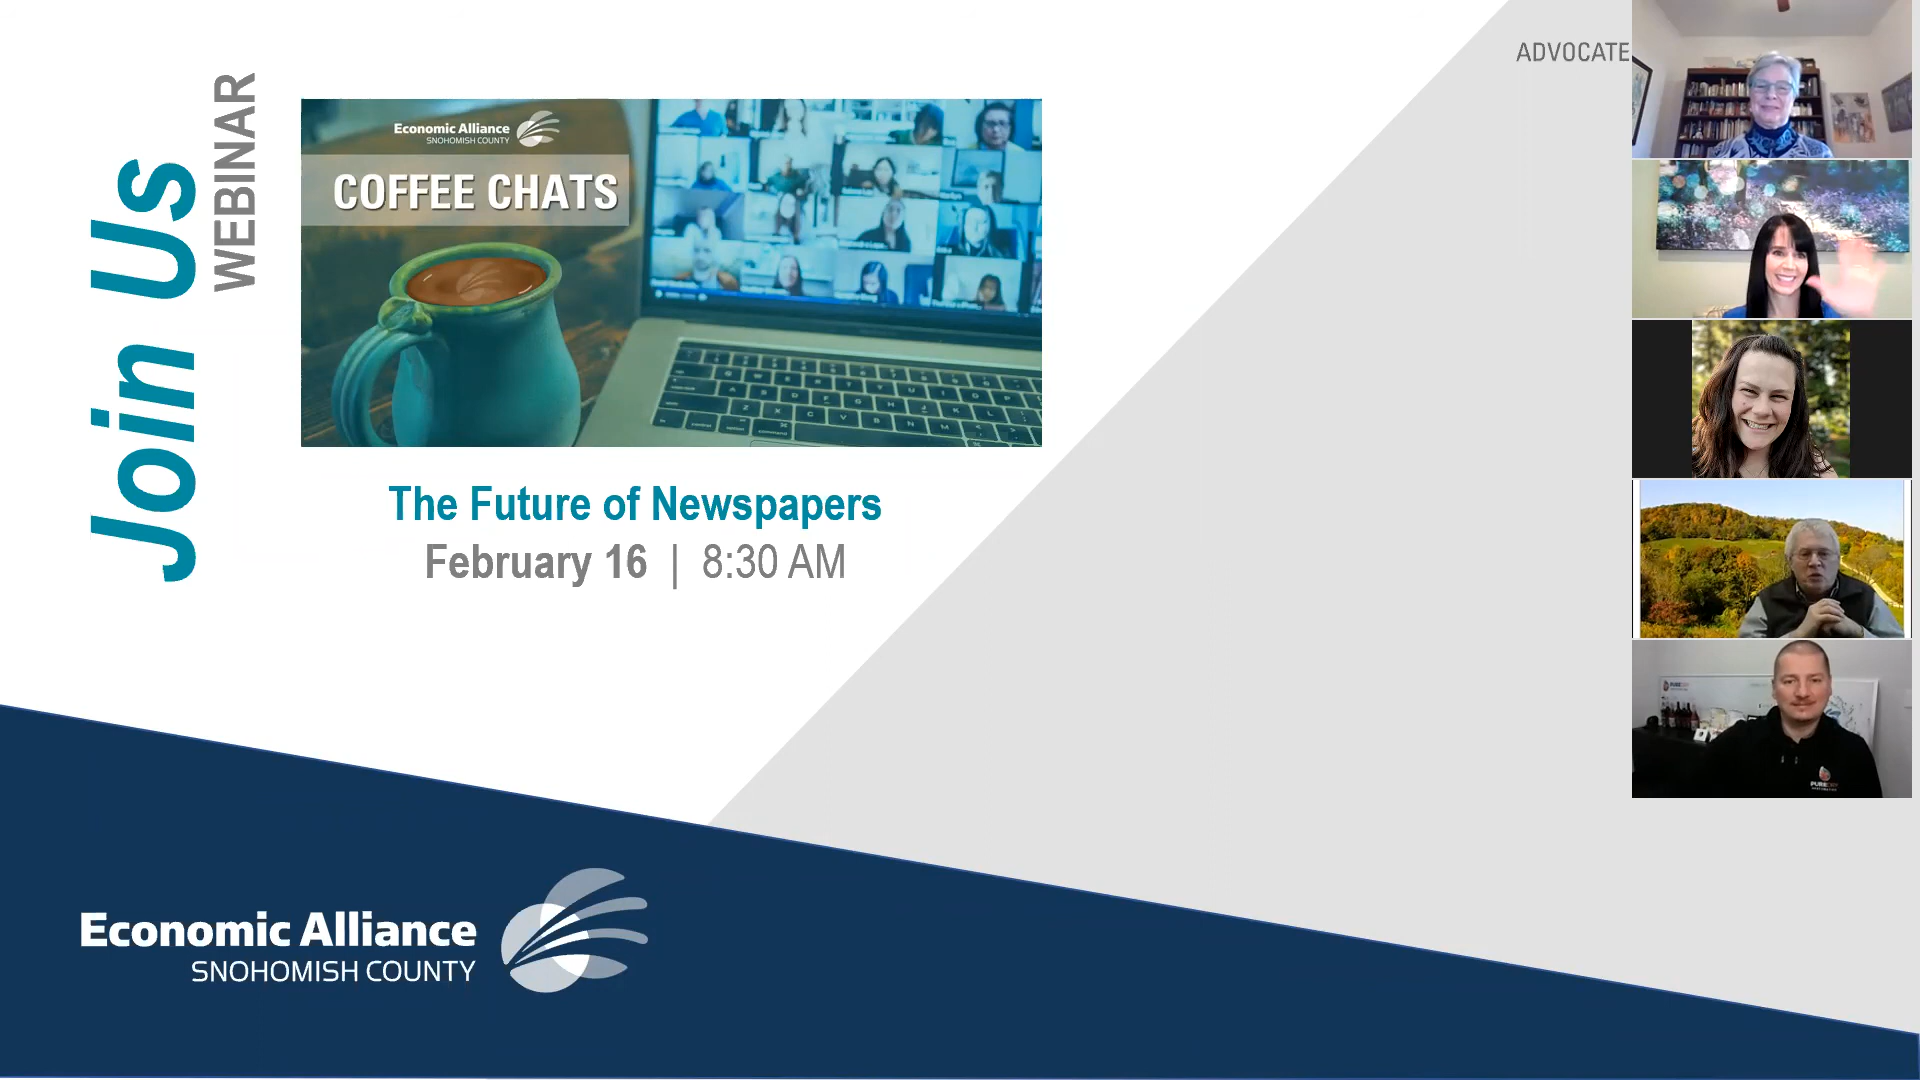 Join Us
WEBINAR
Economic Alliance
SNOHOMISH COUNTY
COFFEE CHATS
The Future of Newspapers
February 16 | 8:30 AM
ADVOCATE
Economic Alliance
SNOHOMISH COUNTY